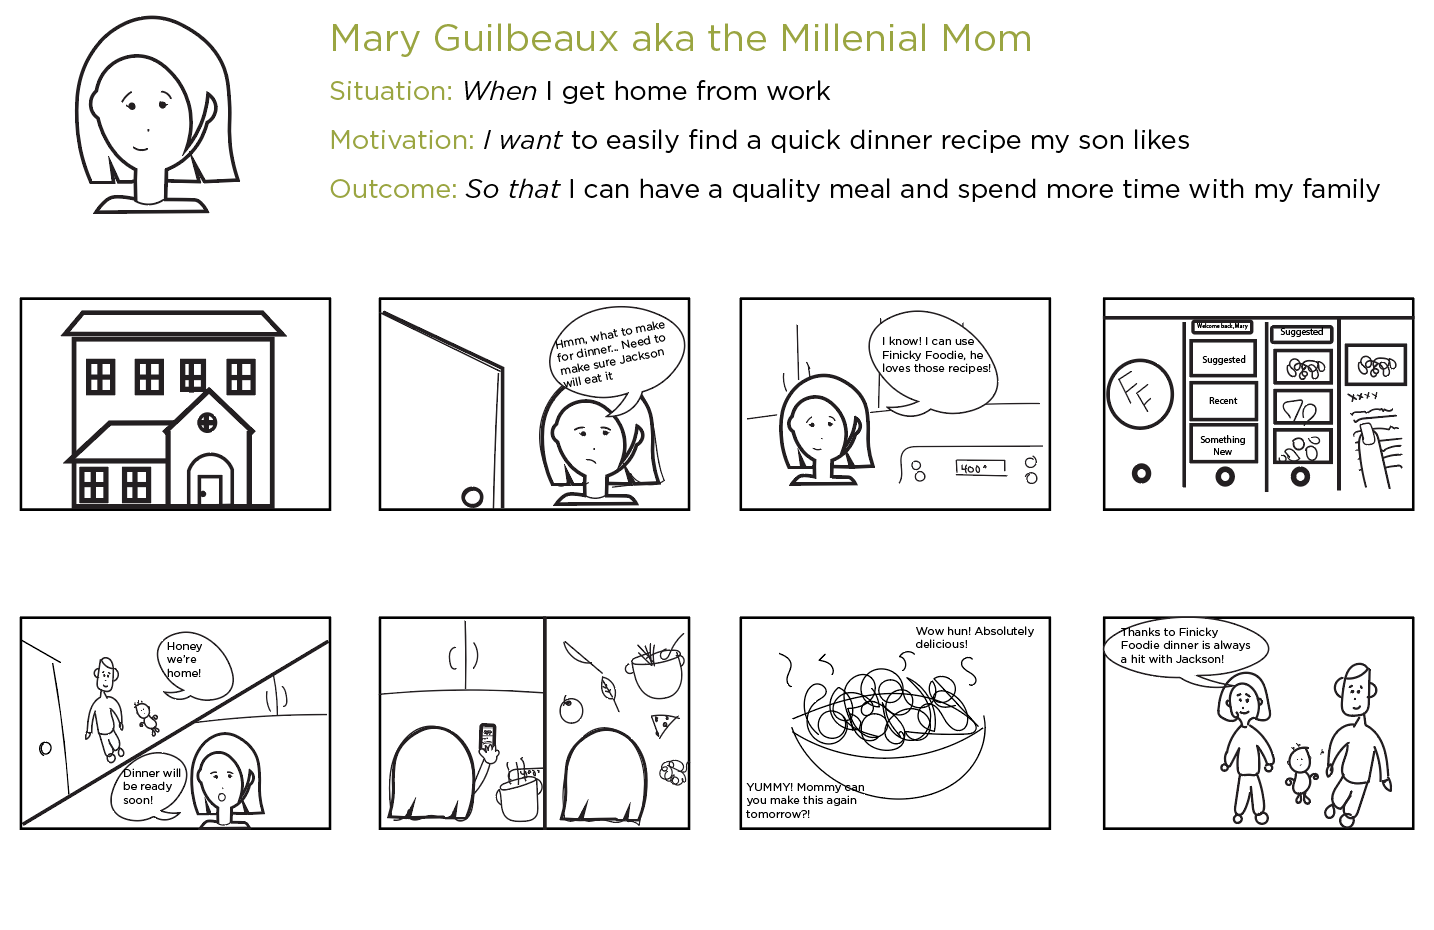 Mary Guilbeaux aka the Millenial Mom
Situation: When I get home from work
Motivation: I want to easily find a quick dinner recipe my son likes
Outcome: So that I can have a quality meal and spend more time with my family
Hmm, what to make
for dinner... Need to
make sure Jackson
will eat it
I know! I can use
Finicky Foodie, he
loves those recipes!
400°
FF
Welcome back, Mary
Suggested
Recent
Something
New
Suggested
xxxx
Honey
we're
home!
Dinner will
be ready
soon!
400°
Wow hun! Absolutely
delicious!
YUMMY! Mommy can
you make this again
tomorrow?!
Thanks to Finicky
Foodie dinner is always
a hit with Jackson!